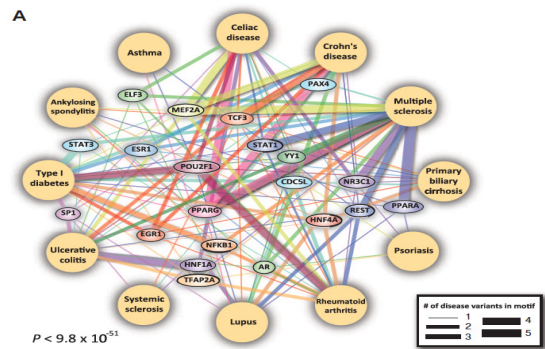 A
Celiac
disease
Crohn's
disease
Asthma
PAX4
ELF3
Multiple
sclerosis
MEF2A
Ankylosing
spondylitis
TCF3
STAT3
ESR1
STAT1
YY1
POU2F1
Type I
diabetes
CDC5L
NR3C1
Primary
biliary
cirrhosis
SP1
PPARG
REST
PPARA
HNF4A
EGR1
Ulcerative
colitis
NFKB1
Psoriasis
HNF1A
AR
TFAP2A
Systemic
sclerosis
Lupus
Rheumatoid
arthritis
# of disease variants in motif
1
2
3
4
5
P < 9.8 x 10⁻⁵¹